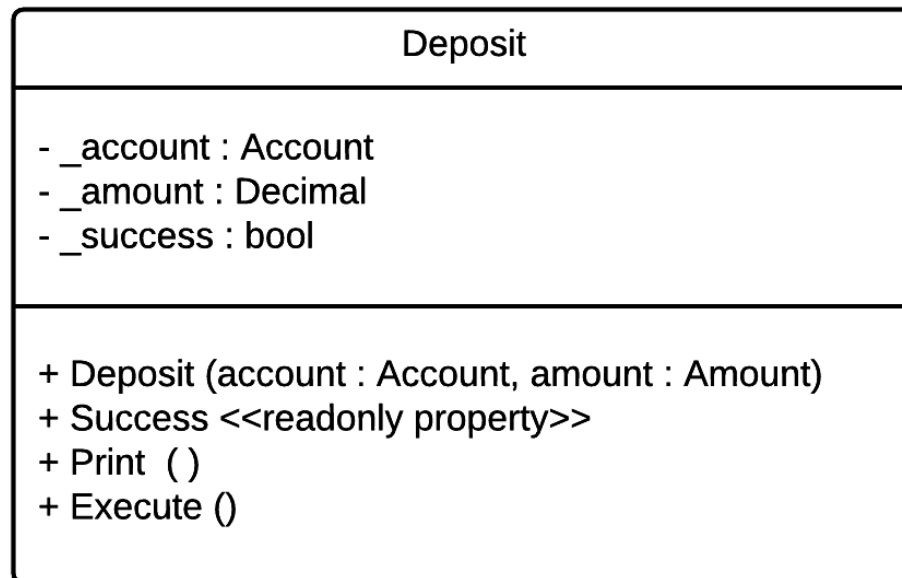 Deposit
- _account : Account
- _amount : Decimal
- _success : bool
+ Deposit (account : Account, amount : Amount)
+ Success <<readonly property>>
+ Print  ( )
+ Execute ()